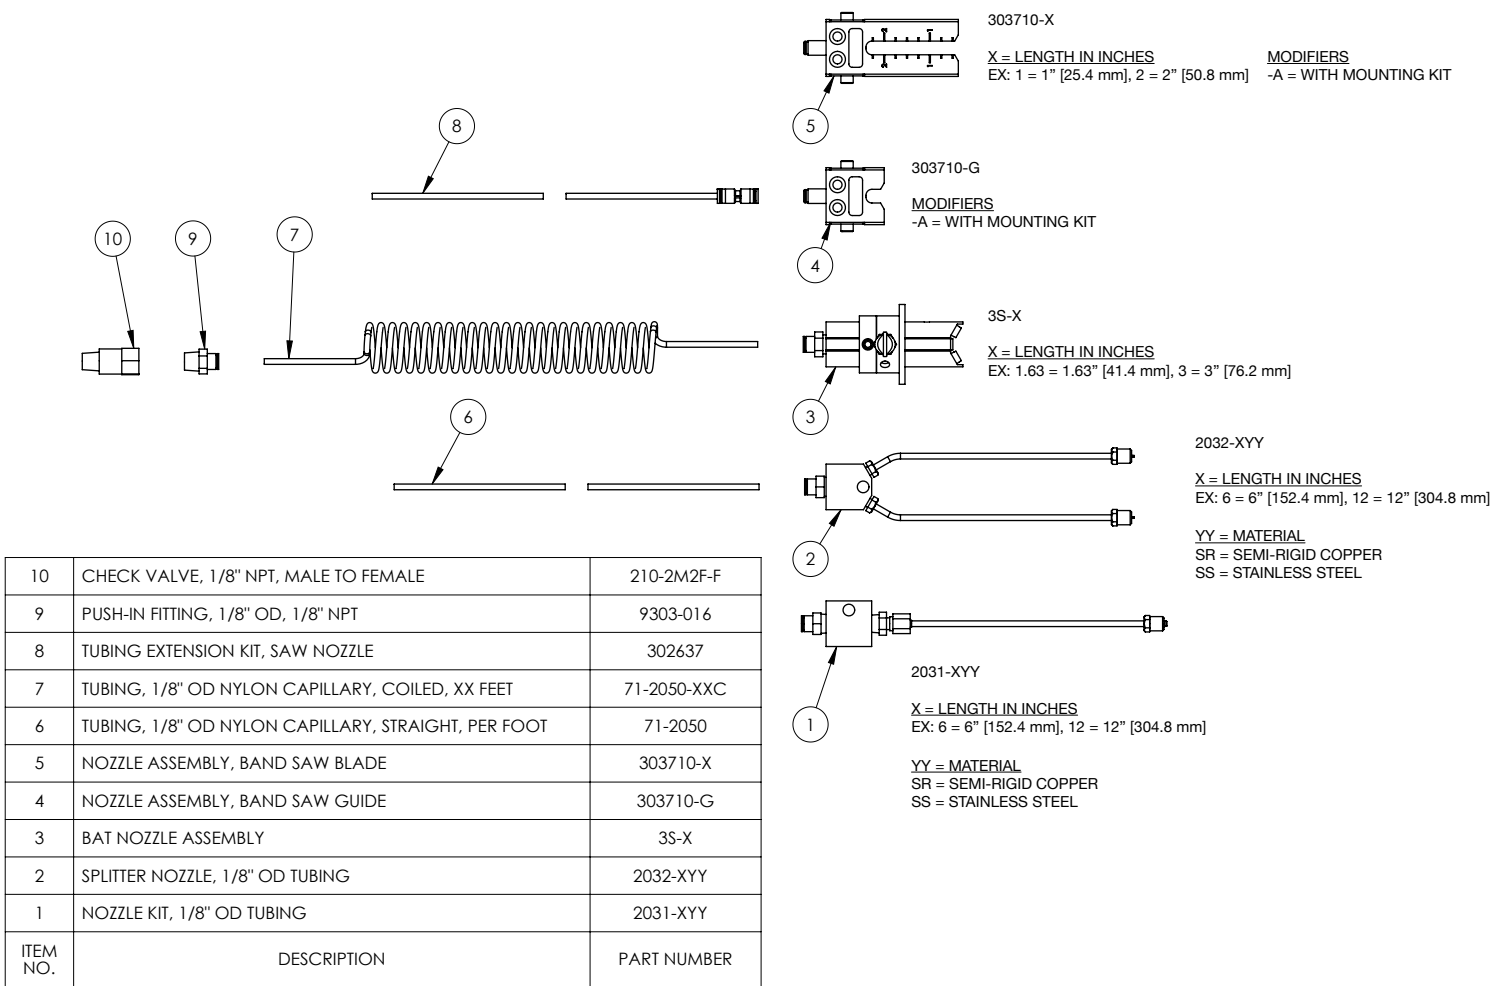 303710-X
X = LENGTH IN INCHES
EX: 1 = 1” [25.4 mm], 2 = 2” [50.8 mm]
MODIFIERS
-A = WITH MOUNTING KIT
5
8
303710-G
MODIFIERS
-A = WITH MOUNTING KIT
4
10
9
7
3S-X
X = LENGTH IN INCHES
EX: 1.63 = 1.63” [41.4 mm], 3 = 3” [76.2 mm]
3
6
2032-XYY
X = LENGTH IN INCHES
EX: 6 = 6” [152.4 mm], 12 = 12” [304.8 mm]
YY = MATERIAL
SR = SEMI-RIGID COPPER
SS = STAINLESS STEEL
2
2031-XYY
X = LENGTH IN INCHES
EX: 6 = 6” [152.4 mm], 12 = 12” [304.8 mm]
YY = MATERIAL
SR = SEMI-RIGID COPPER
SS = STAINLESS STEEL
1
10 CHECK VALVE, 1/8" NPT, MALE TO FEMALE 210-2M2F-F
9 PUSH-IN FITTING, 1/8" OD, 1/8" NPT 9303-016
8 TUBING EXTENSION KIT, SAW NOZZLE 302637
7 TUBING, 1/8" OD NYLON CAPILLARY, COILED, XX FEET 71-2050-XXC
6 TUBING, 1/8" OD NYLON CAPILLARY, STRAIGHT, PER FOOT 71-2050
5 NOZZLE ASSEMBLY, BAND SAW BLADE 303710-X
4 NOZZLE ASSEMBLY, BAND SAW GUIDE 303710-G
3 BAT NOZZLE ASSEMBLY 3S-X
2 SPLITTER NOZZLE, 1/8" OD TUBING 2032-XYY
1 NOZZLE KIT, 1/8" OD TUBING 2031-XYY
ITEM NO. DESCRIPTION PART NUMBER